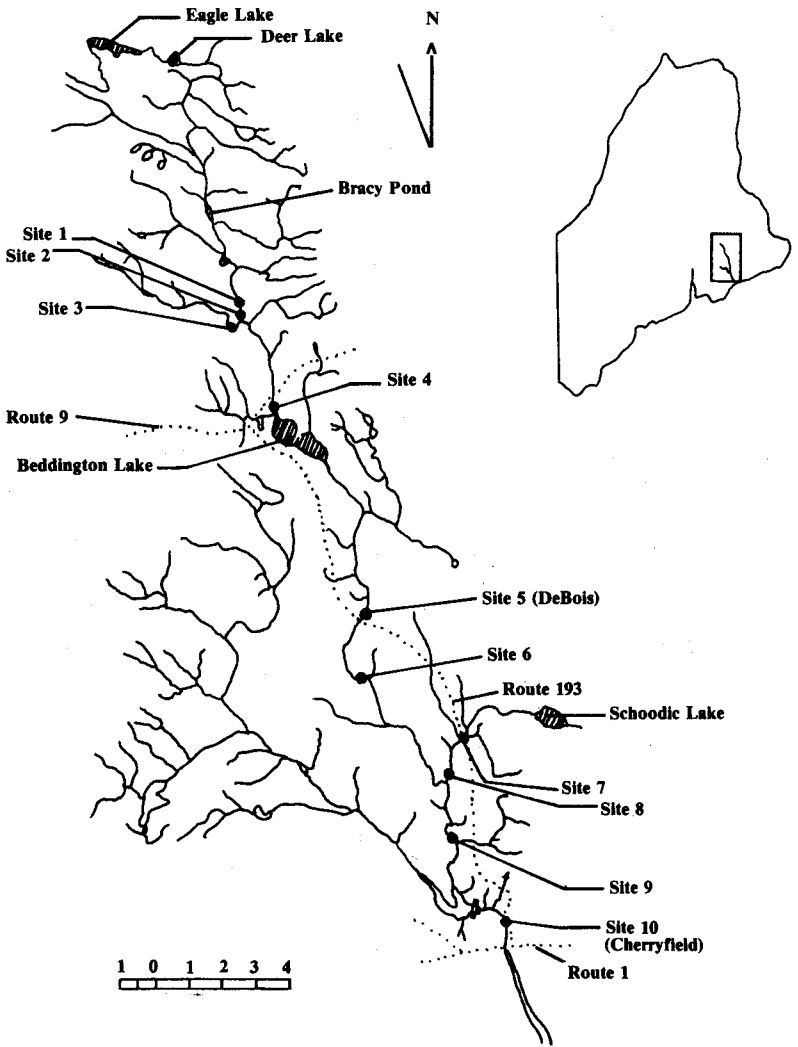 Eagle Lake
N
Deer Lake
Bracy Pond
Site 1
Site 2
Site 3
Site 4
Route 9
Beddington Lake
Site 5 (DeBois)
Site 6
Route 193
Schoodic Lake
Site 7
Site 8
Site 9
Site 10
(Cherryfield)
1 0 1 2 3 4
Route 1